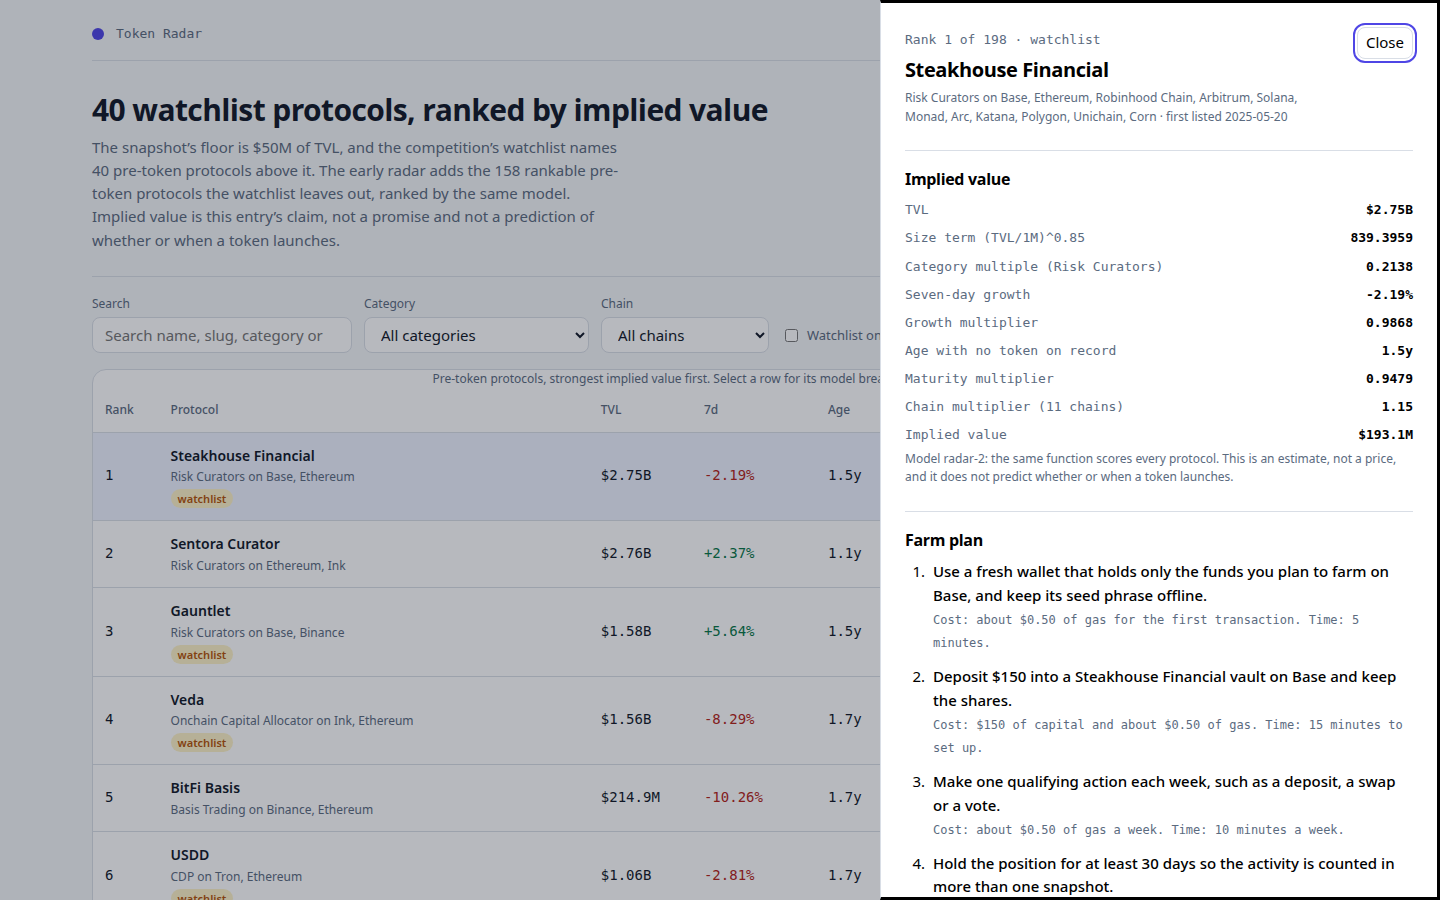 Token Radar
40 watchlist protocols, ranked by implied value
The snapshot's floor is $50M of TVL, and the competition's watchlist names
40 pre-token protocols above it. The early radar adds the 158 rankable pre-
token protocols the watchlist leaves out, ranked by the same model.
Implied value is this entry's claim, not a promise and not a prediction of
whether or when a token launches.
Search
Category
Chain
Search name, slug, category or
All categories
All chains
Watchlist on
Pre-token protocols, strongest implied value first. Select a row for its model brea
Rank Protocol TVL 7d Age
1 Steakhouse Financial $2.75B -2.19% 1.5y
Risk Curators on Base, Ethereum
watchlist
2 Sentora Curator $2.76B +2.37% 1.1y
Risk Curators on Ethereum, Ink
3 Gauntlet $1.58B +5.64% 1.5y
Risk Curators on Base, Binance
watchlist
4 Veda $1.56B -8.29% 1.7y
Onchain Capital Allocator on Ink, Ethereum
watchlist
5 BitFi Basis $214.9M -10.26% 1.7y
Basis Trading on Binance, Ethereum
6 USDD $1.06B -2.81% 1.7y
CDP on Tron, Ethereum
watchlist
Rank 1 of 198 · watchlist
Close
Steakhouse Financial
Risk Curators on Base, Ethereum, Robinhood Chain, Arbitrum, Solana,
Monad, Arc, Katana, Polygon, Unichain, Corn · first listed 2025-05-20
Implied value
TVL $2.75B
Size term (TVL/1M)^0.85 839.3959
Category multiple (Risk Curators) 0.2138
Seven-day growth -2.19%
Growth multiplier 0.9868
Age with no token on record 1.5y
Maturity multiplier 0.9479
Chain multiplier (11 chains) 1.15
Implied value $193.1M
Model radar-2: the same function scores every protocol. This is an estimate, not a price,
and it does not predict whether or when a token launches.
Farm plan
1. Use a fresh wallet that holds only the funds you plan to farm on
Base, and keep its seed phrase offline.
Cost: about $0.50 of gas for the first transaction. Time: 5
minutes.
2. Deposit $150 into a Steakhouse Financial vault on Base and keep
the shares.
Cost: $150 of capital and about $0.50 of gas. Time: 15 minutes to
set up.
3. Make one qualifying action each week, such as a deposit, a swap
or a vote.
Cost: about $0.50 of gas a week. Time: 10 minutes a week.
4. Hold the position for at least 30 days so the activity is counted in
more than one snapshot.